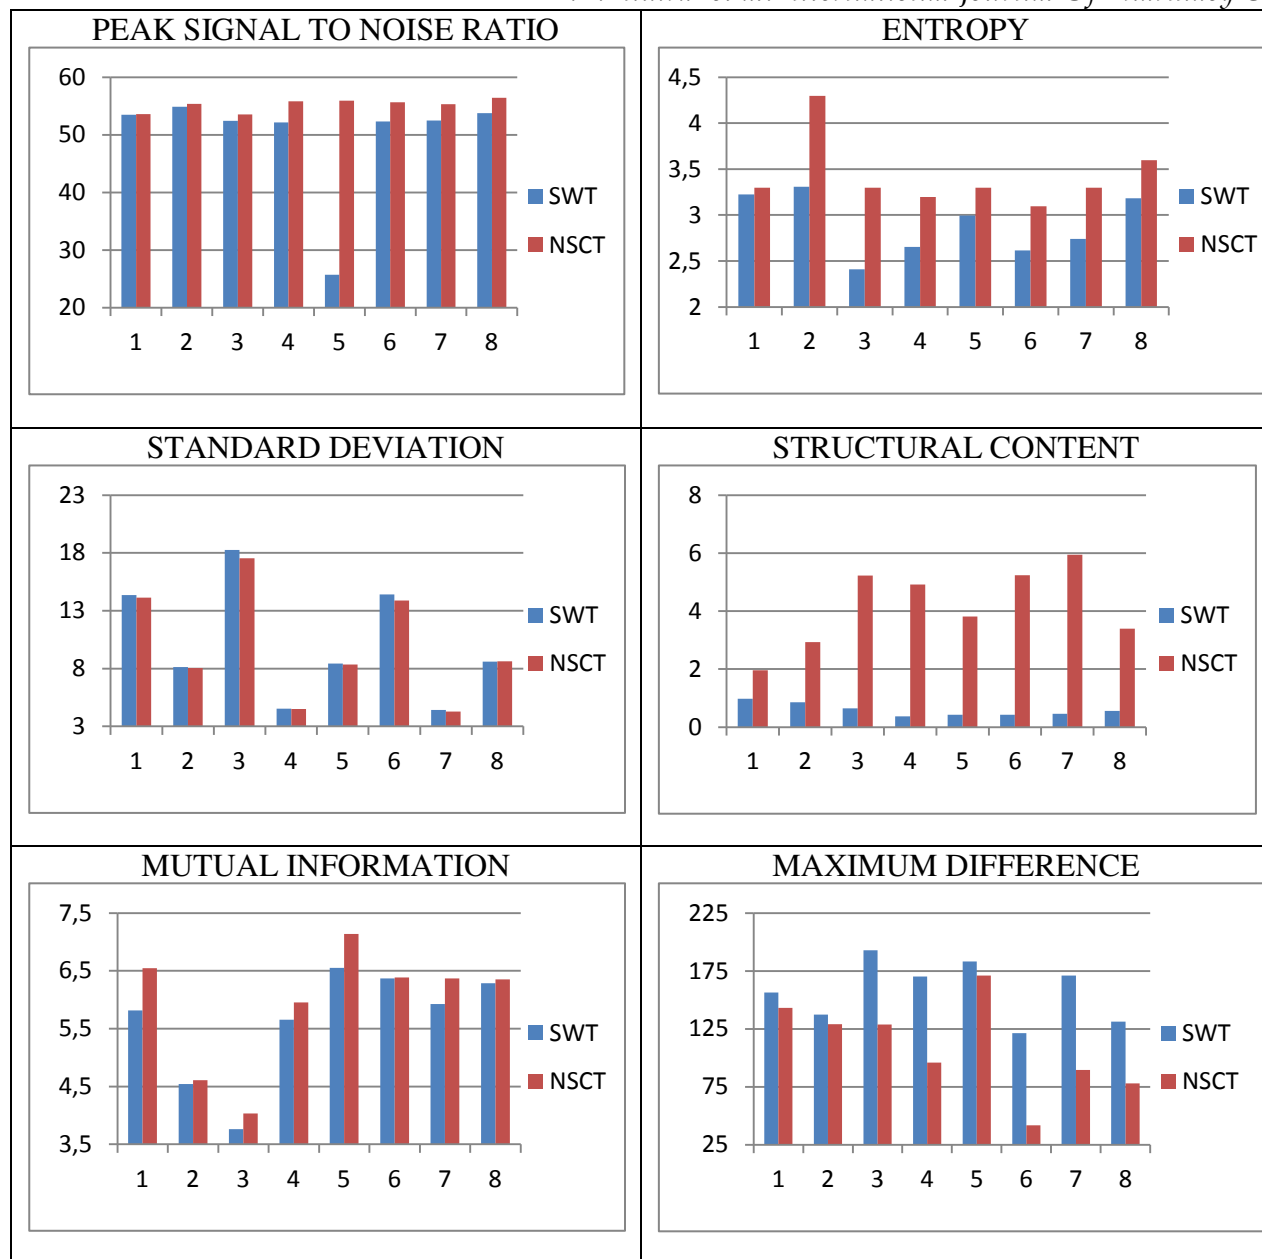 PEAK SIGNAL TO NOISE RATIO
60
50
40
30
20
1 2 3 4 5 6 7 8
SWT
NSCT
ENTROPY
4,5
4
3,5
3
2,5
2
1 2 3 4 5 6 7 8
SWT
NSCT
STANDARD DEVIATION
23
18
13
8
3
1 2 3 4 5 6 7 8
SWT
NSCT
STRUCTURAL CONTENT
8
6
4
2
0
1 2 3 4 5 6 7 8
SWT
NSCT
MUTUAL INFORMATION
7,5
6,5
5,5
4,5
3,5
1 2 3 4 5 6 7 8
SWT
NSCT
MAXIMUM DIFFERENCE
225
175
125
75
25
1 2 3 4 5 6 7 8
SWT
NSCT